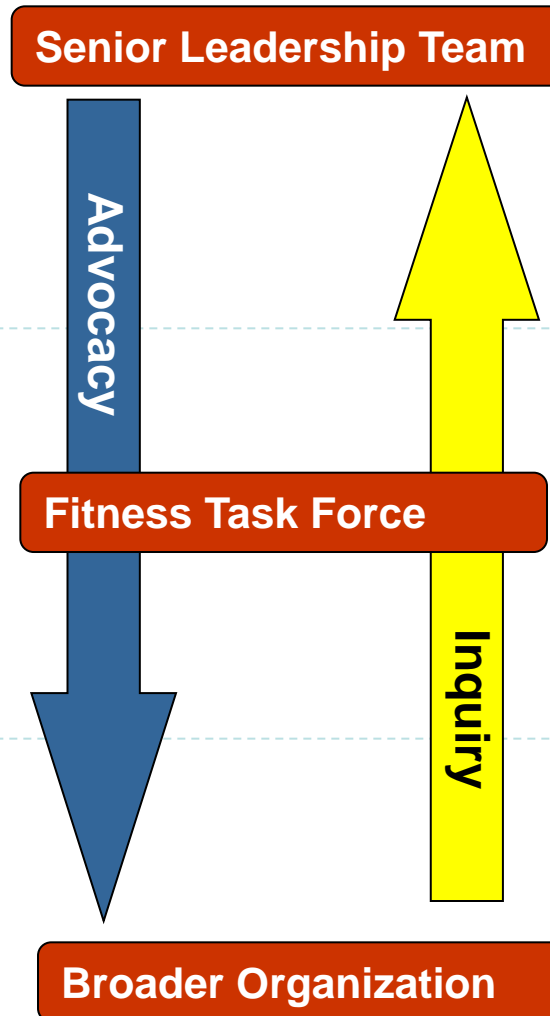 Senior Leadership Team
Advocacy
Fitness Task Force
Inquiry
Broader Organization